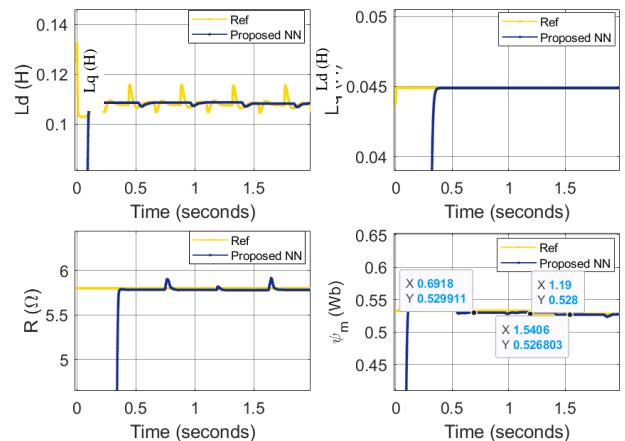 0.16
0.14
0.12
0.1
Ld (H)
Lq (H)
Ref
Proposed NN
0
0.5
1
1.5
Time (seconds)
0.05
0.045
0.04
Ld (H)
Ref
Proposed NN
0
0.5
1
1.5
Time (seconds)
6
5.5
5
R (Ω)
Ref
Proposed NN
0
0.5
1
1.5
Time (seconds)
0.65
0.6
0.55
0.5
0.45
ψm (Wb)
Ref
Proposed NN
X 0.6918
Y 0.529911
X 1.19
Y 0.528
X 1.5406
Y 0.526803
0
0.5
1
1.5
Time (seconds)